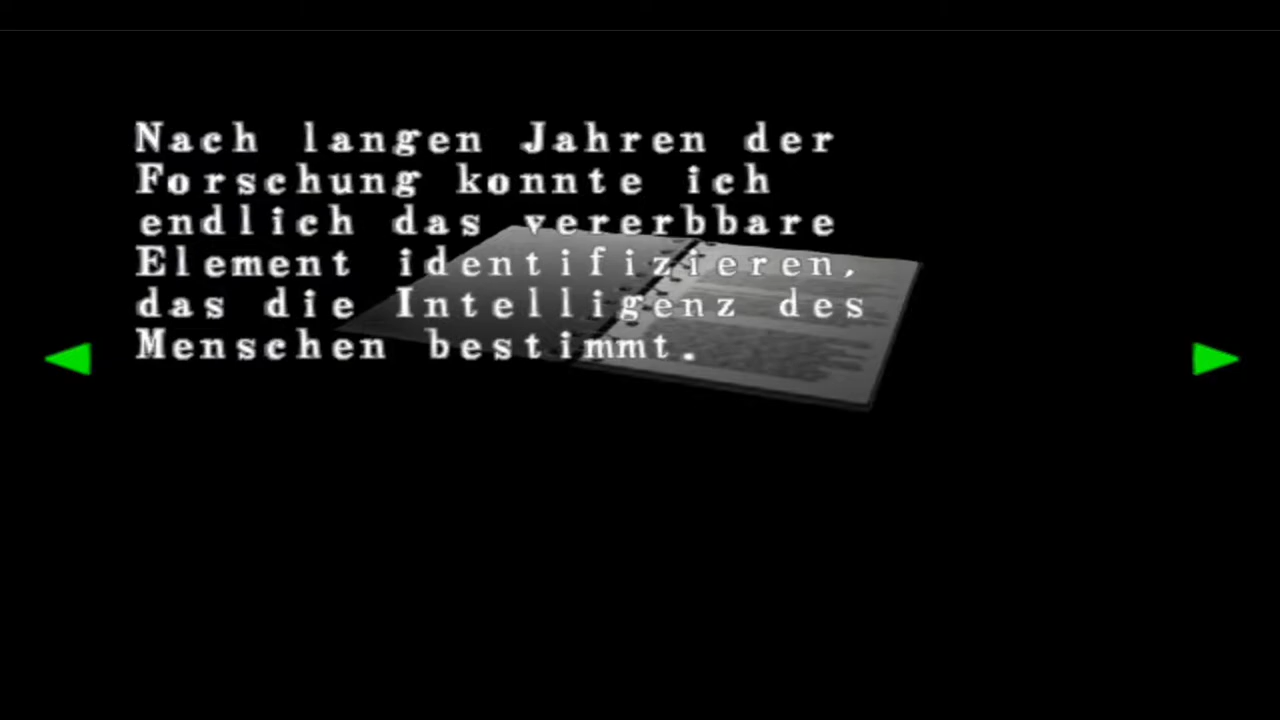 Nach langen Jahren der
Forschung konnte ich
endlich das vererbbare
Element identifizieren,
das die Intelligenz des
Menschen bestimmt.